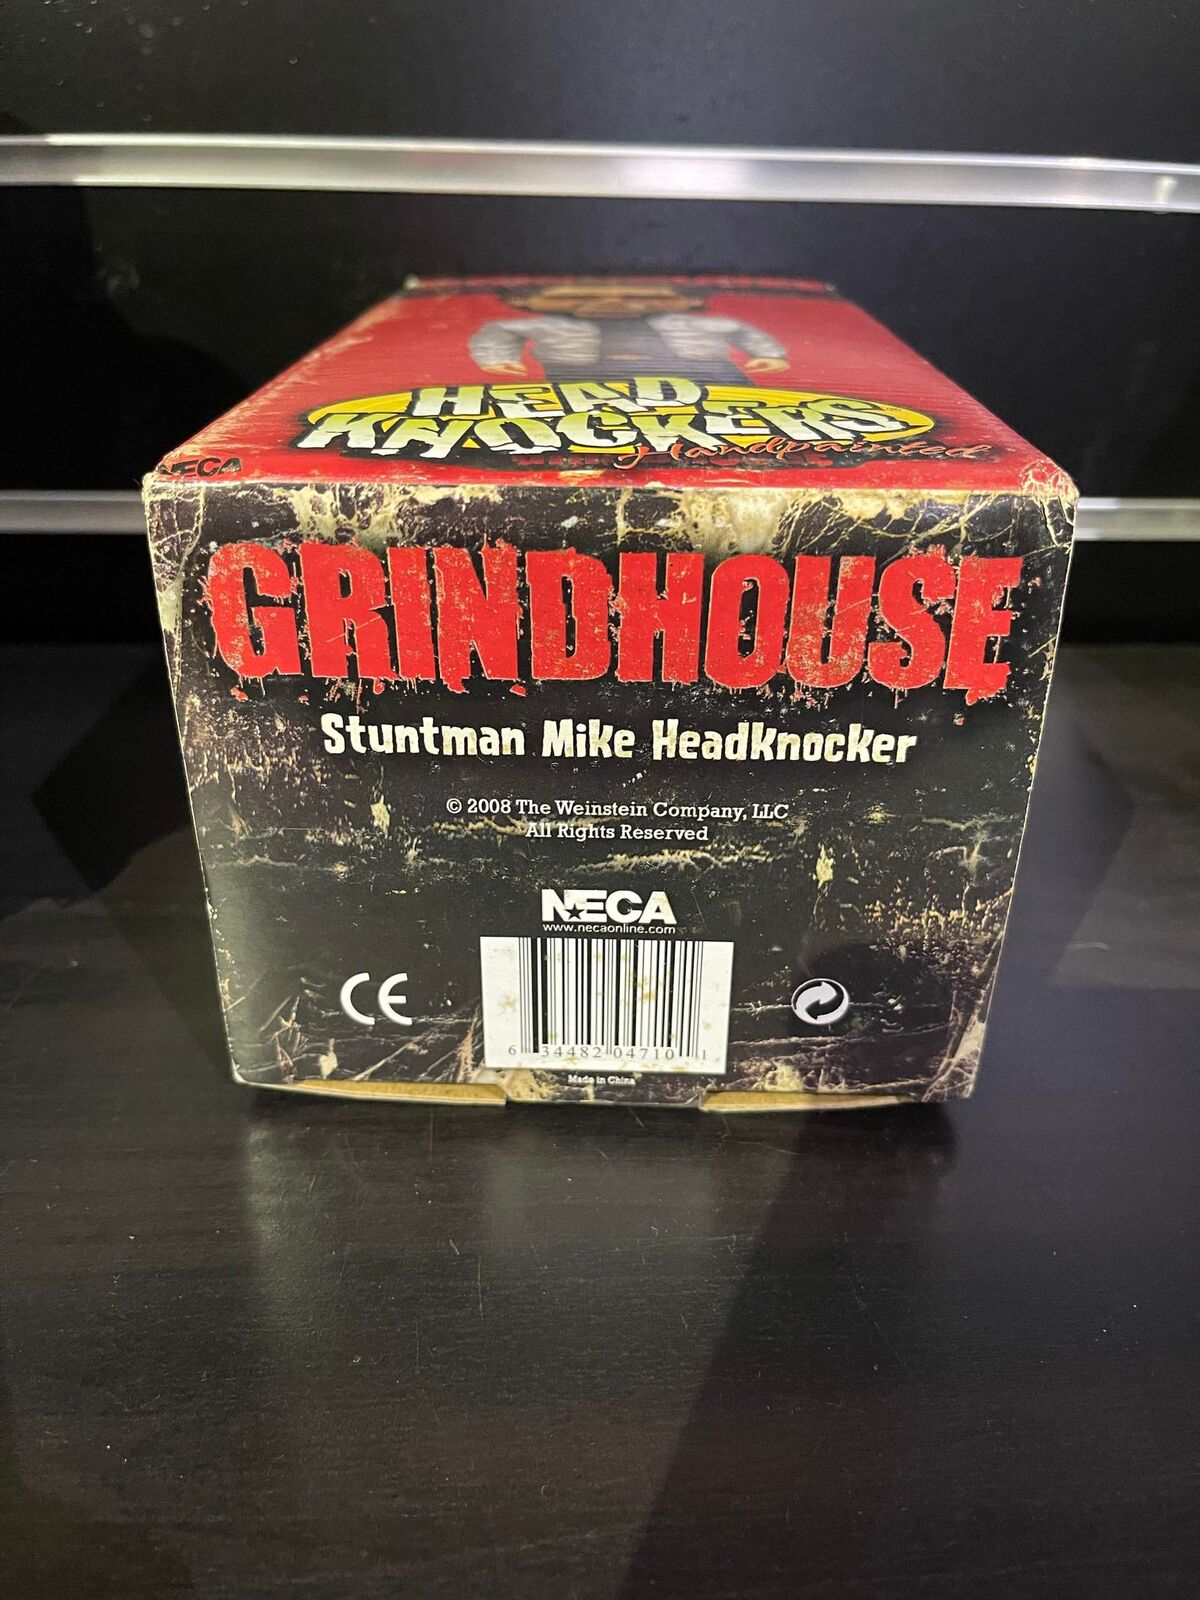 HEAD
KNOCKERS
Handpainted
NECA
GRINDHOUSE
Stuntman Mike Headknocker
© 2008 The Weinstein Company, LLC
All Rights Reserved
NECA
www.necaonline.com
CE
6 34482 04710 1
Made in China